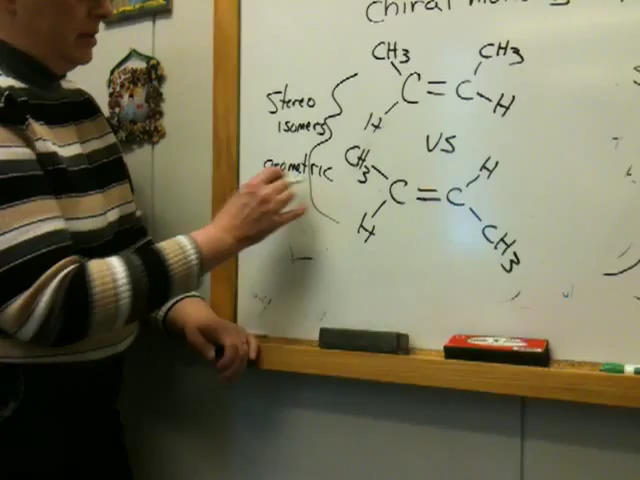 Chiral
CH3 CH3
C = C
H H
VS
CH3 H
C = C
H CH3
Stereo
isomers